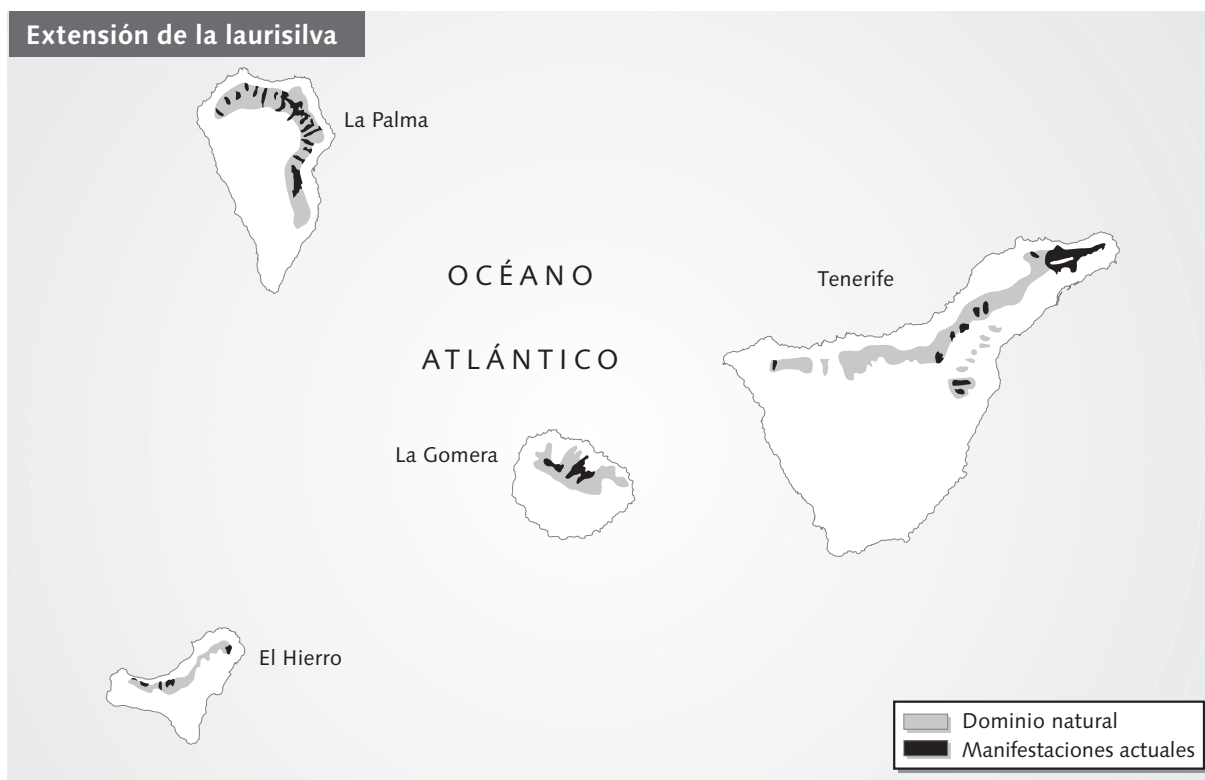 Extensión de la laurisilva
La Palma
OCÉANO
Tenerife
ATLÁNTICO
La Gomera
El Hierro
Dominio natural
Manifestaciones actuales